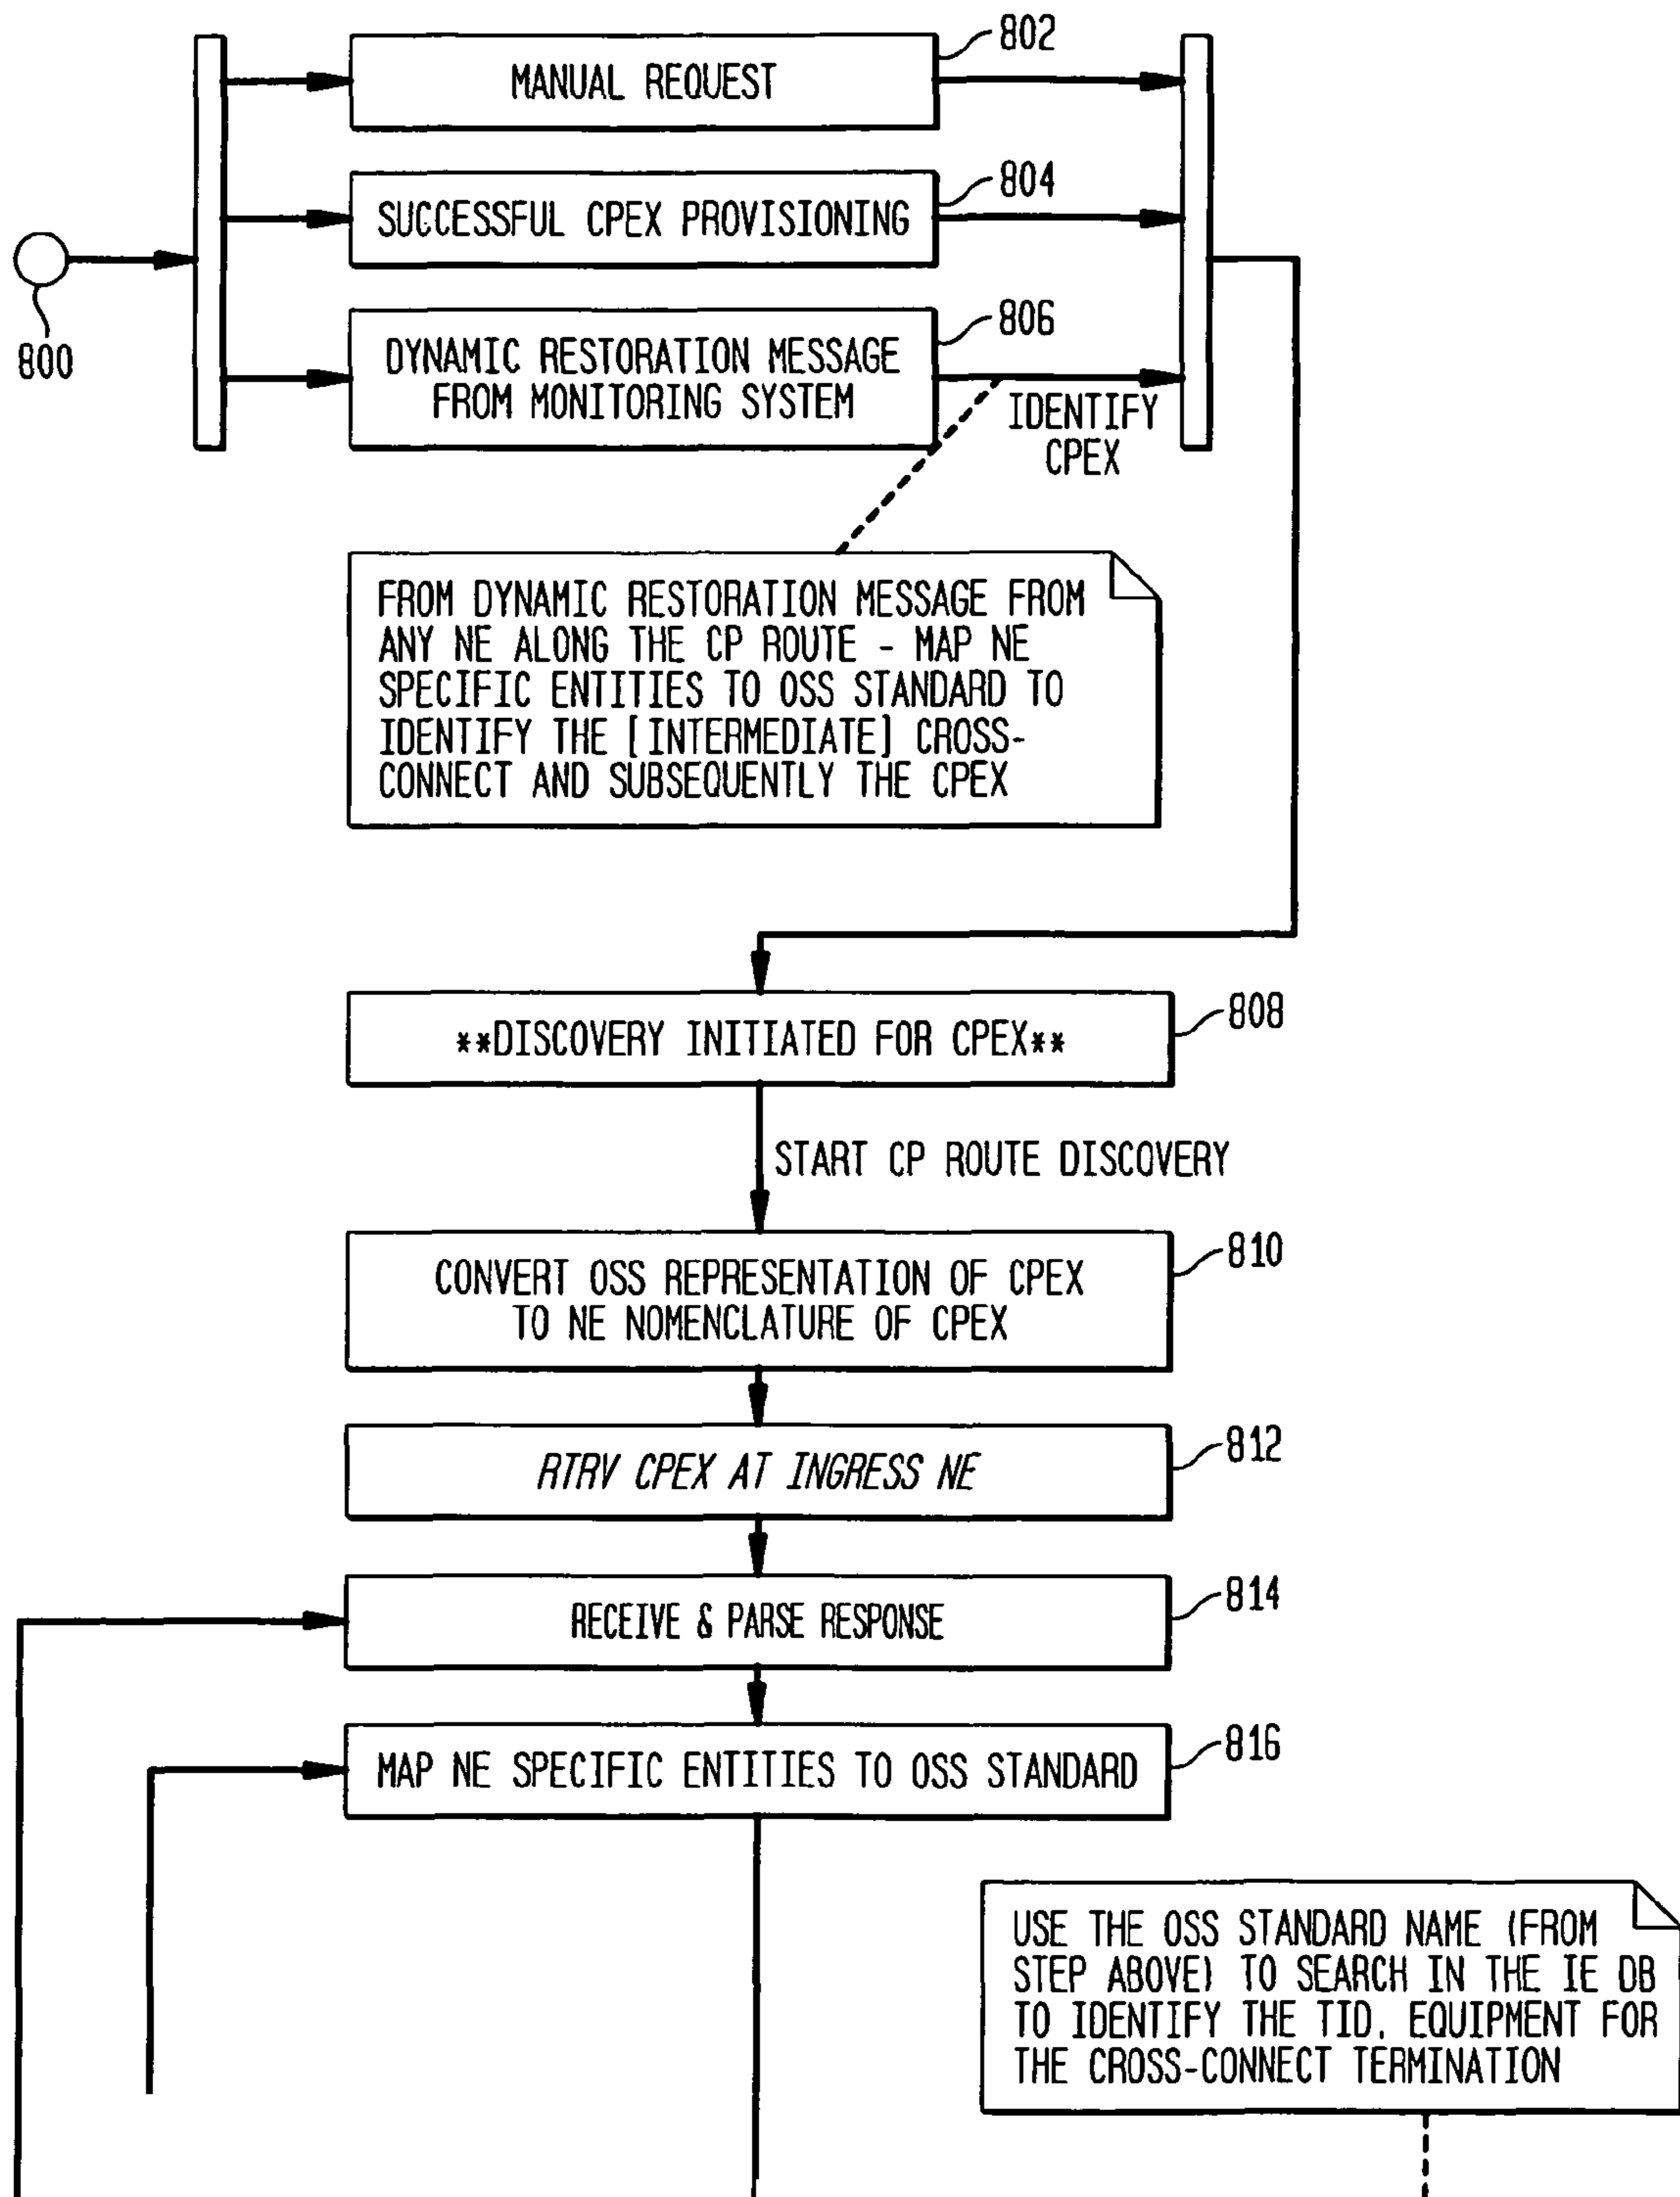 802
MANUAL REQUEST
804
SUCCESSFUL CPEX PROVISIONING
800
806
DYNAMIC RESTORATION MESSAGE
FROM MONITORING SYSTEM
IDENTIFY
CPEX
FROM DYNAMIC RESTORATION MESSAGE FROM
ANY NE ALONG THE CP ROUTE - MAP NE
SPECIFIC ENTITIES TO OSS STANDARD TO
IDENTIFY THE [INTERMEDIATE] CROSS-
CONNECT AND SUBSEQUENTLY THE CPEX
808
**DISCOVERY INITIATED FOR CPEX**
START CP ROUTE DISCOVERY
810
CONVERT OSS REPRESENTATION OF CPEX
TO NE NOMENCLATURE OF CPEX
812
RTRV CPEX AT INGRESS NE
814
RECEIVE & PARSE RESPONSE
816
MAP NE SPECIFIC ENTITIES TO OSS STANDARD
USE THE OSS STANDARD NAME (FROM
STEP ABOVE) TO SEARCH IN THE IE DB
TO IDENTIFY THE TID. EQUIPMENT FOR
THE CROSS-CONNECT TERMINATION